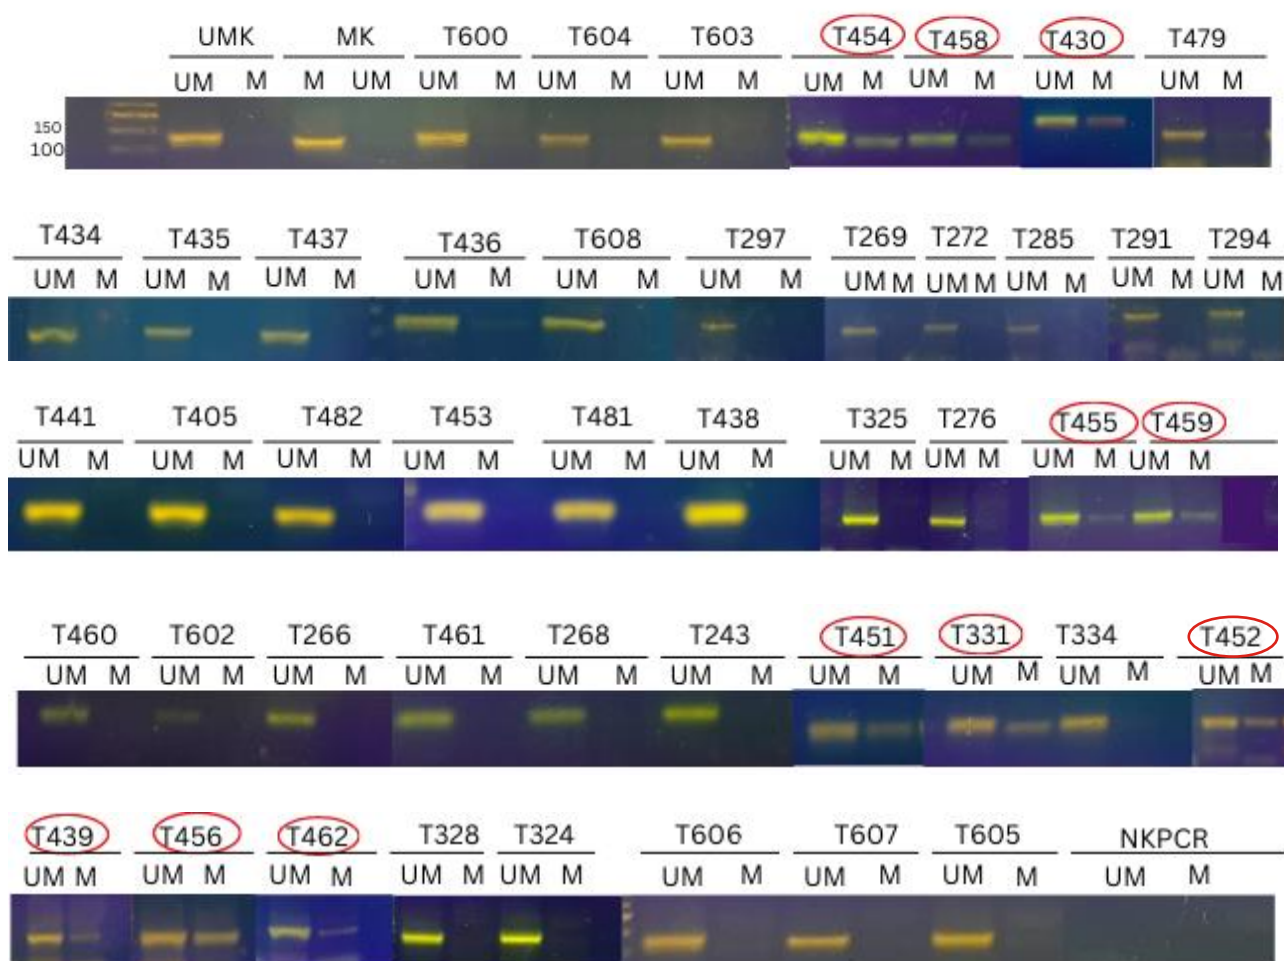 UMK MK T600 T604 T603 T454 T458 T430 T479
UM M M UM UM M UM M UM M UM M UM M UM M UM M
150
100
T434 T435 T437 T436 T608 T297 T269 T272 T285 T291 T294
UM M UM M UM M UM M UM M UM M UM M UM M UM M UM M UM M
T441 T405 T482 T453 T481 T438 T325 T276 T455 T459
UM M UM M UM M UM M UM M UM M UM M UM M UM M UM M
T460 T602 T266 T461 T268 T243 T451 T331 T334 T452
UM M UM M UM M UM M UM M UM M UM M UM M UM M UM M
T439 T456 T462 T328 T324 T606 T607 T605 NKPCR
UM M UM M UM M UM M UM M UM M UM M UM M UM M